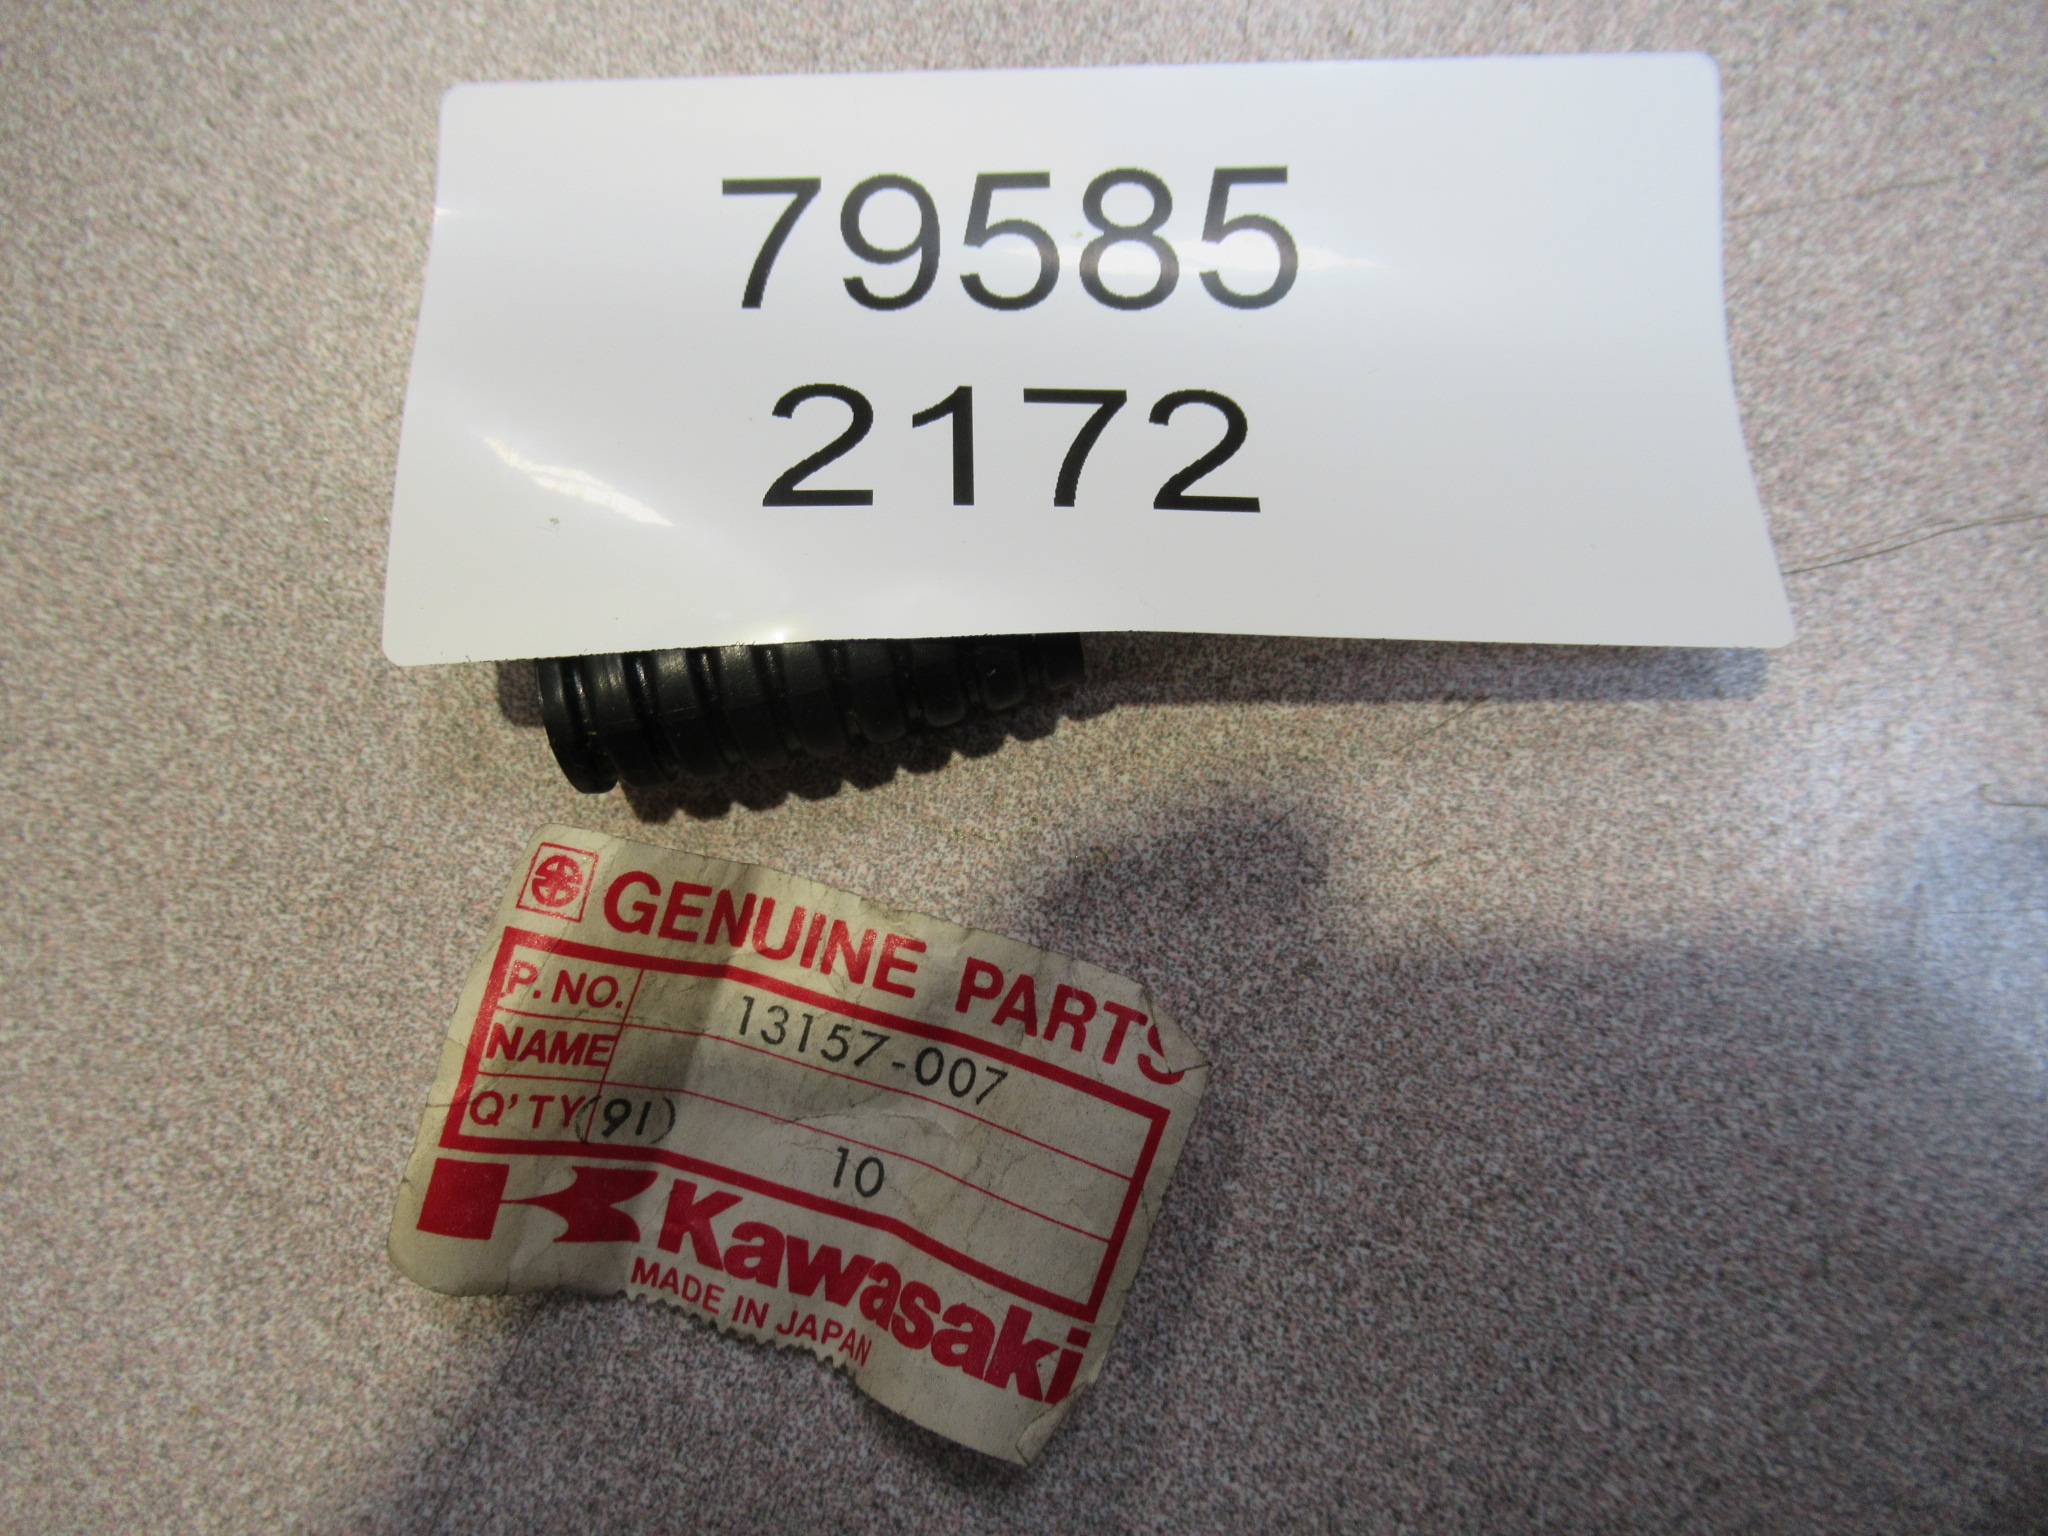 79585
2172
GENUINE PARTS
P. NO. 13157-007
NAME
Q'TY (91) 10
Kawasaki
MADE IN JAPAN